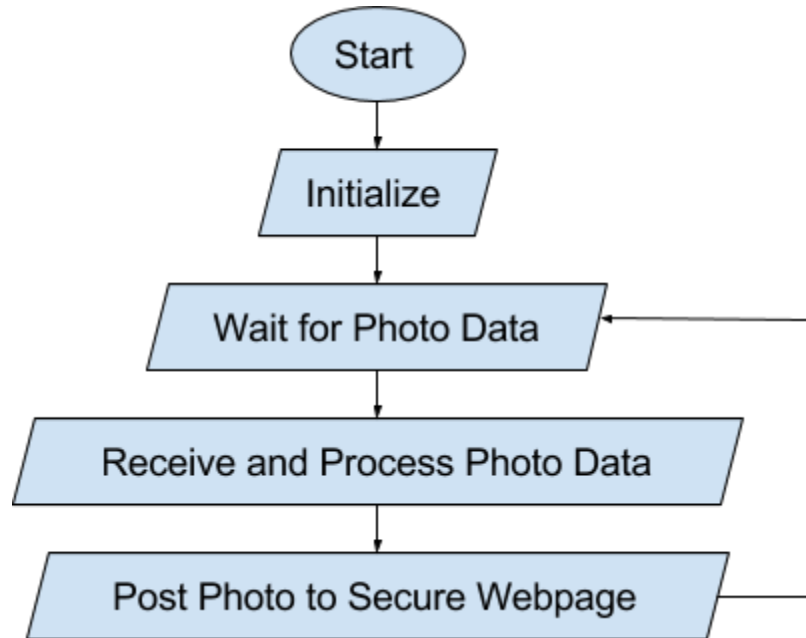 Start
Initialize
Wait for Photo Data
Receive and Process Photo Data
Post Photo to Secure Webpage